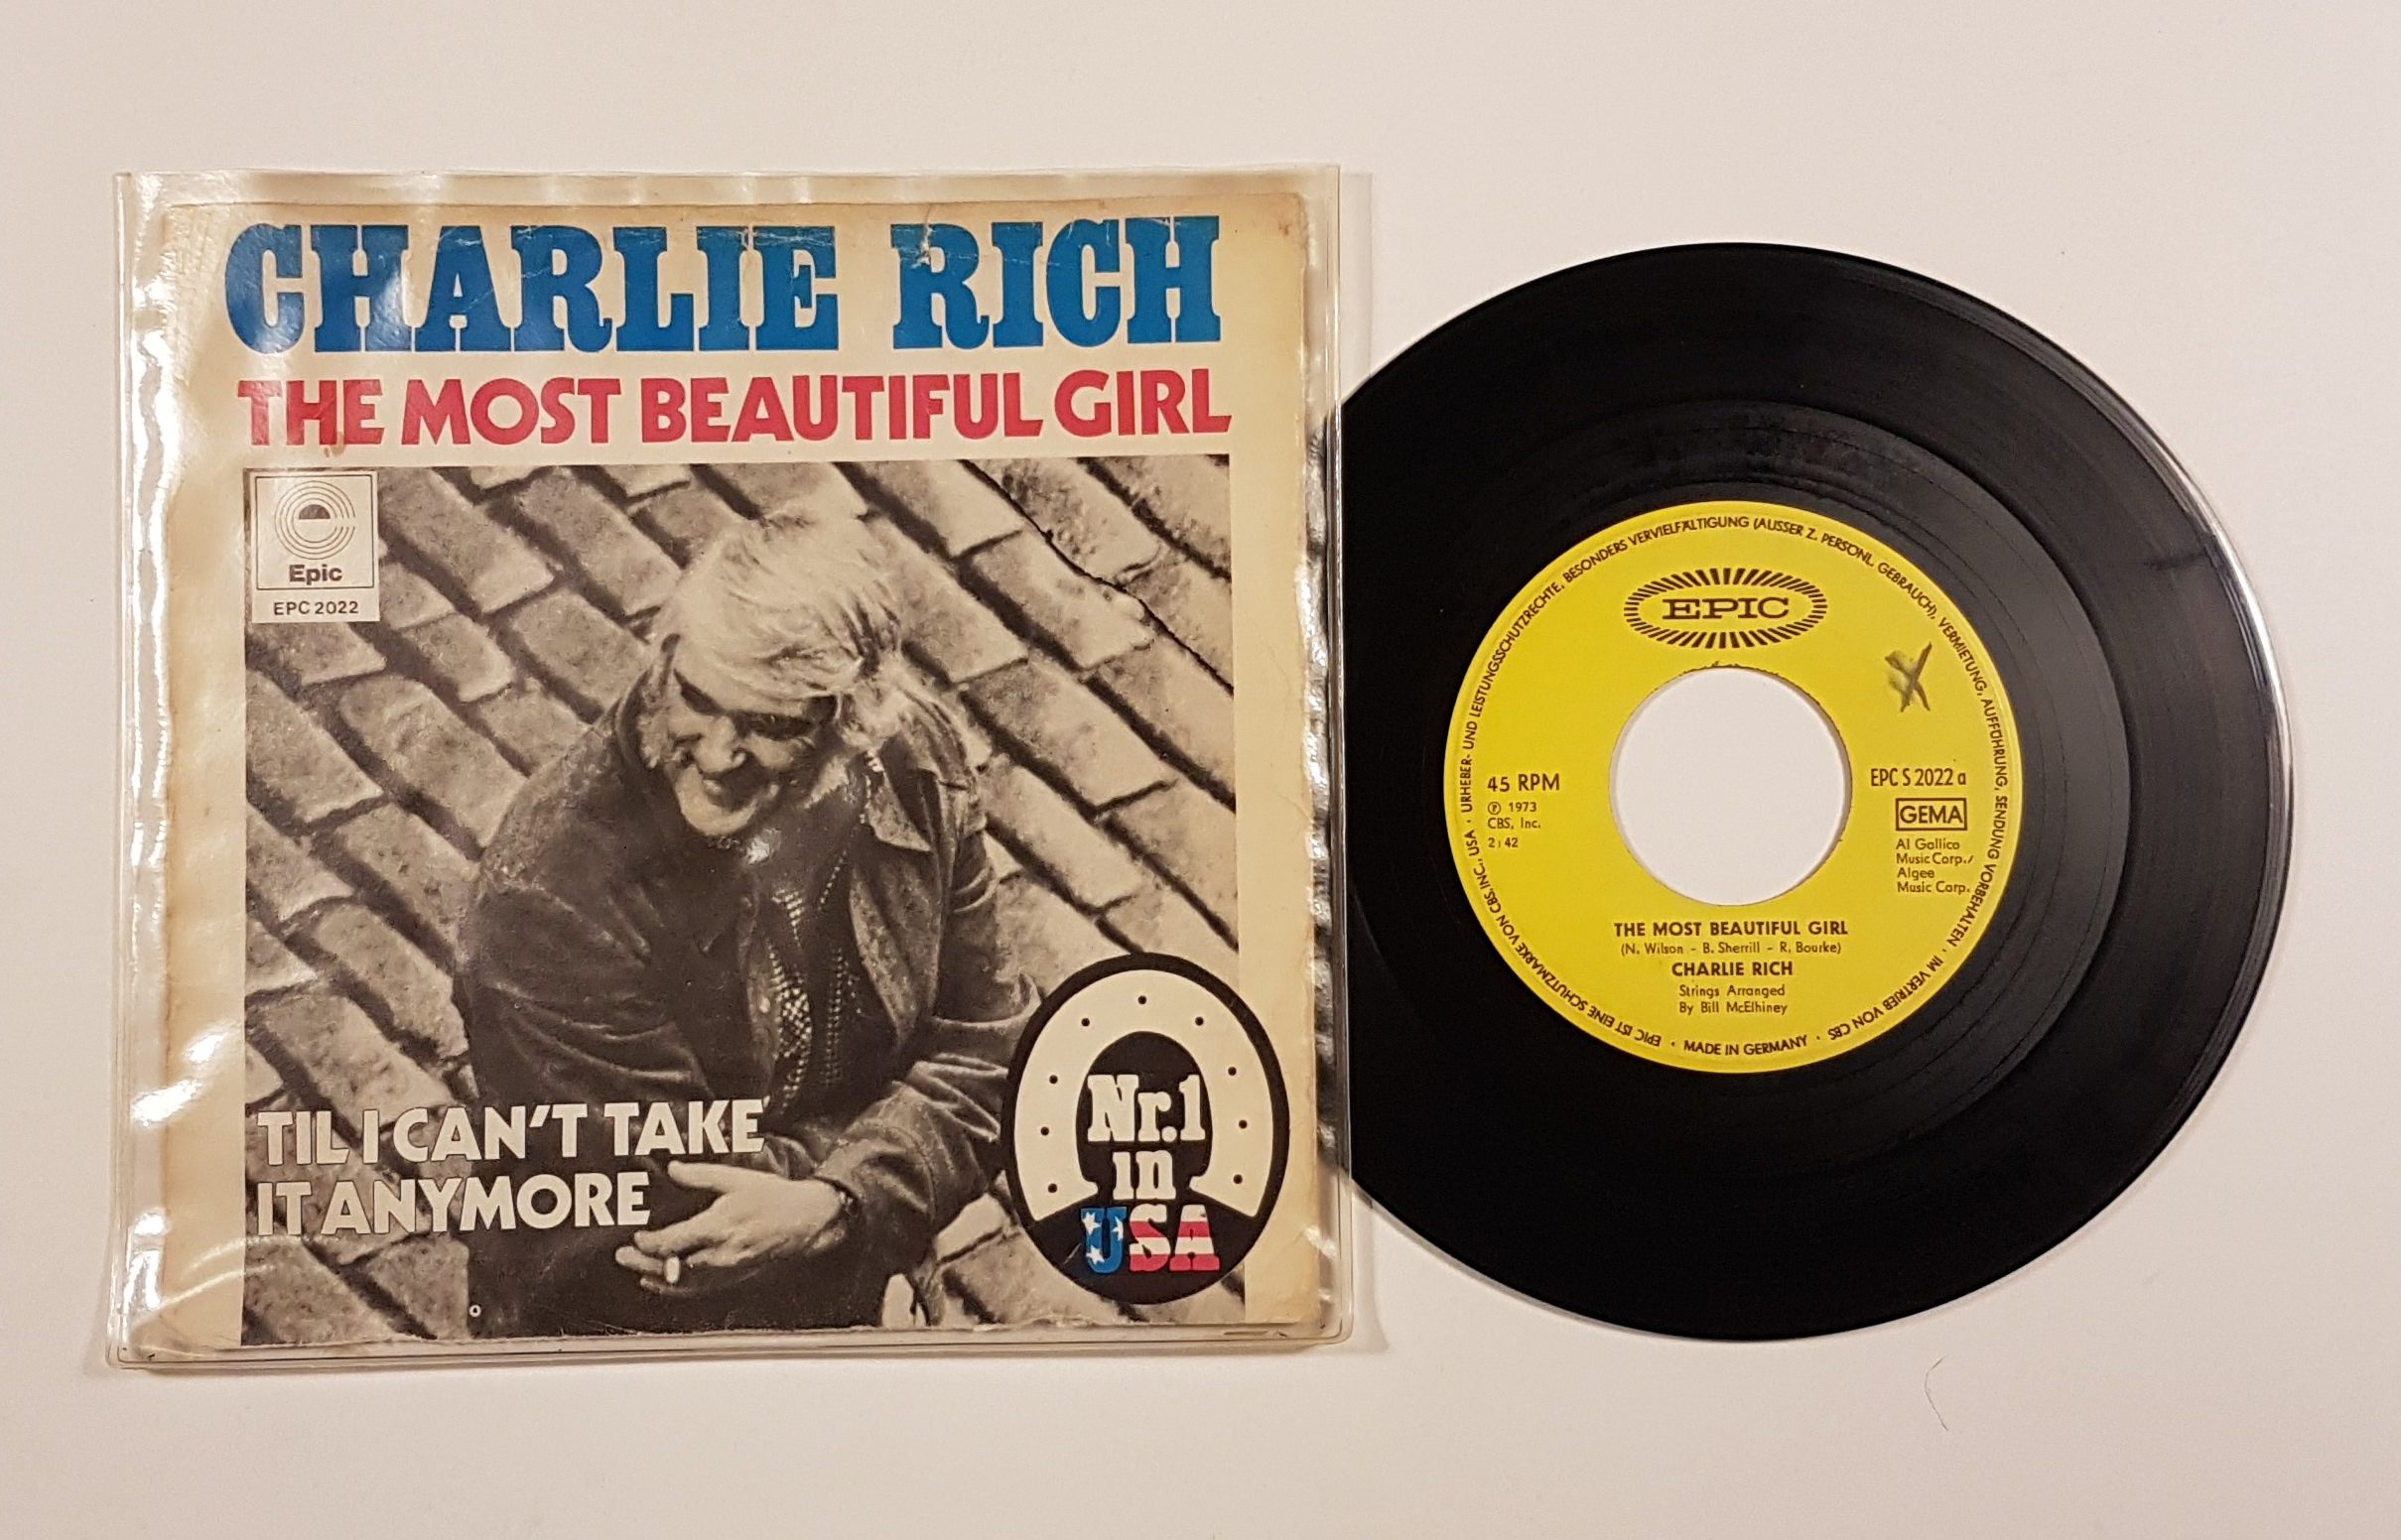 CHARLIE RICH
THE MOST BEAUTIFUL GIRL
Epic
EPC 2022
TIL I CAN'T TAKE
IT ANYMORE
Nr.1
in
USA
EPIC
X
45 RPM
℗ 1973
CBS, Inc.
2:42
EPC S 2022 a
GEMA
Al Gallico
Music Corp./
Algee
Music Corp.
THE MOST BEAUTIFUL GIRL
(N. Wilson - B. Sherrill - R. Bourke)
CHARLIE RICH
Strings Arranged
By Bill McElhiney
URHEBER- UND LEISTUNGSSCHUTZRECHTE, BESONDERS VERVIELFÄLTIGUNG (AUSSER Z. PERSÖNL. GEBRAUCH), VERMIETUNG, AUFFÜHRUNG, SENDUNG VORBEHALTEN · IM VERTRIEB VON CBS · MADE IN GERMANY · EPIC IST EINE SCHUTZMARKE VON CBS, INC., USA ·